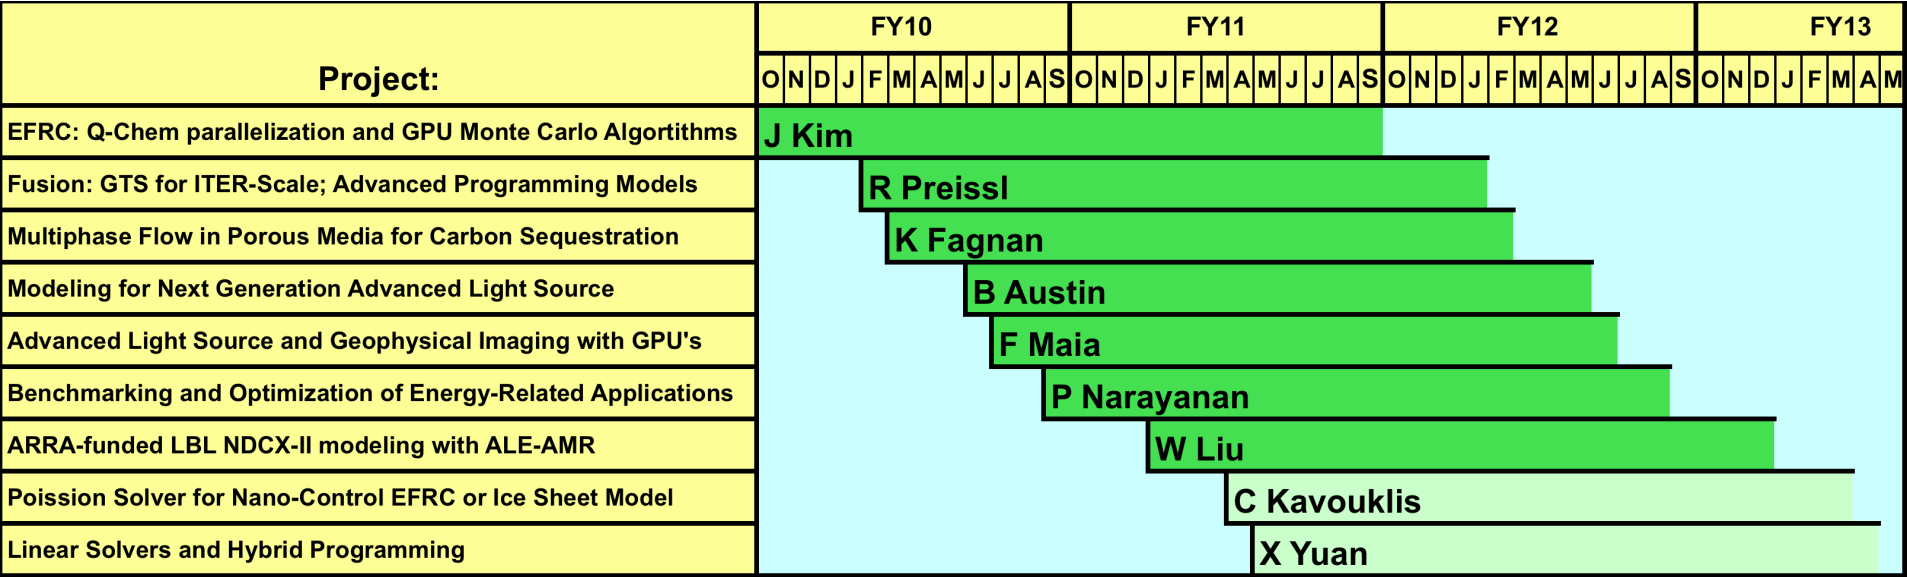 FY10 FY11 FY12 FY13
Project: O N D J F M A M J J A S O N D J F M A M J J A S O N D J F M A M J J A S O N D J F M A M
EFRC: Q-Chem parallelization and GPU Monte Carlo Algortithms J Kim
Fusion: GTS for ITER-Scale; Advanced Programming Models R Preissl
Multiphase Flow in Porous Media for Carbon Sequestration K Fagnan
Modeling for Next Generation Advanced Light Source B Austin
Advanced Light Source and Geophysical Imaging with GPU's F Maia
Benchmarking and Optimization of Energy-Related Applications P Narayanan
ARRA-funded LBL NDCX-II modeling with ALE-AMR W Liu
Poission Solver for Nano-Control EFRC or Ice Sheet Model C Kavouklis
Linear Solvers and Hybrid Programming X Yuan